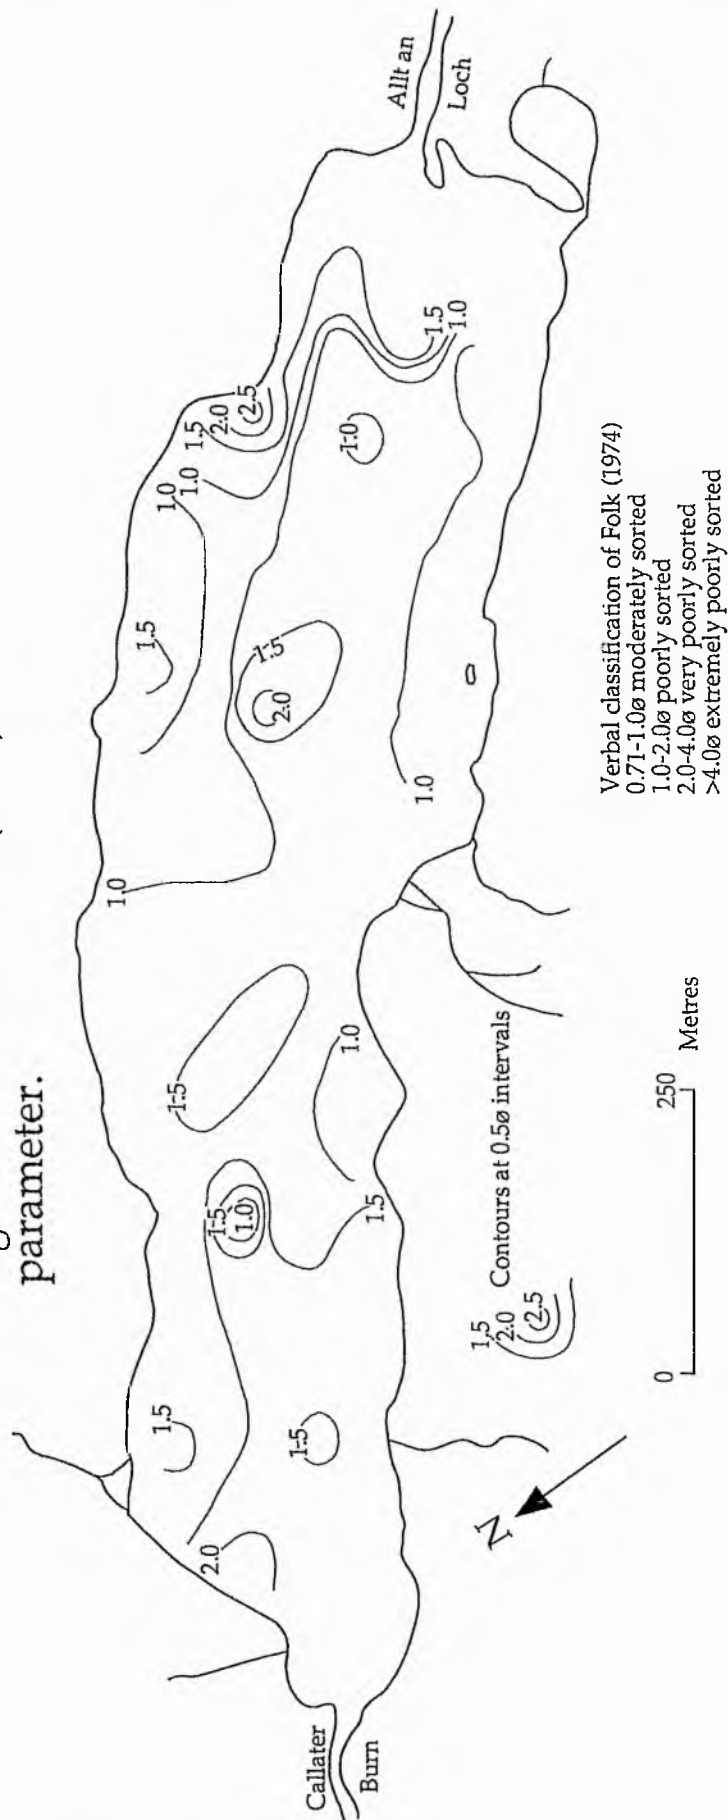 parameter.
Allt an
Loch
1.5
1.0
1.0
1.0
1.5
2.0
2.5
1.0
1.5
1.5
2.0
1.0
1.0
1.5
1.0
1.5
1.0
1.5
1.5
1.5
2.0
Callater
Burn
N
1.5
2.0
2.5
Contours at 0.5ø intervals
0
250
Metres
Verbal classification of Folk (1974)
0.71-1.0ø moderately sorted
1.0-2.0ø poorly sorted
2.0-4.0ø very poorly sorted
>4.0ø extremely poorly sorted